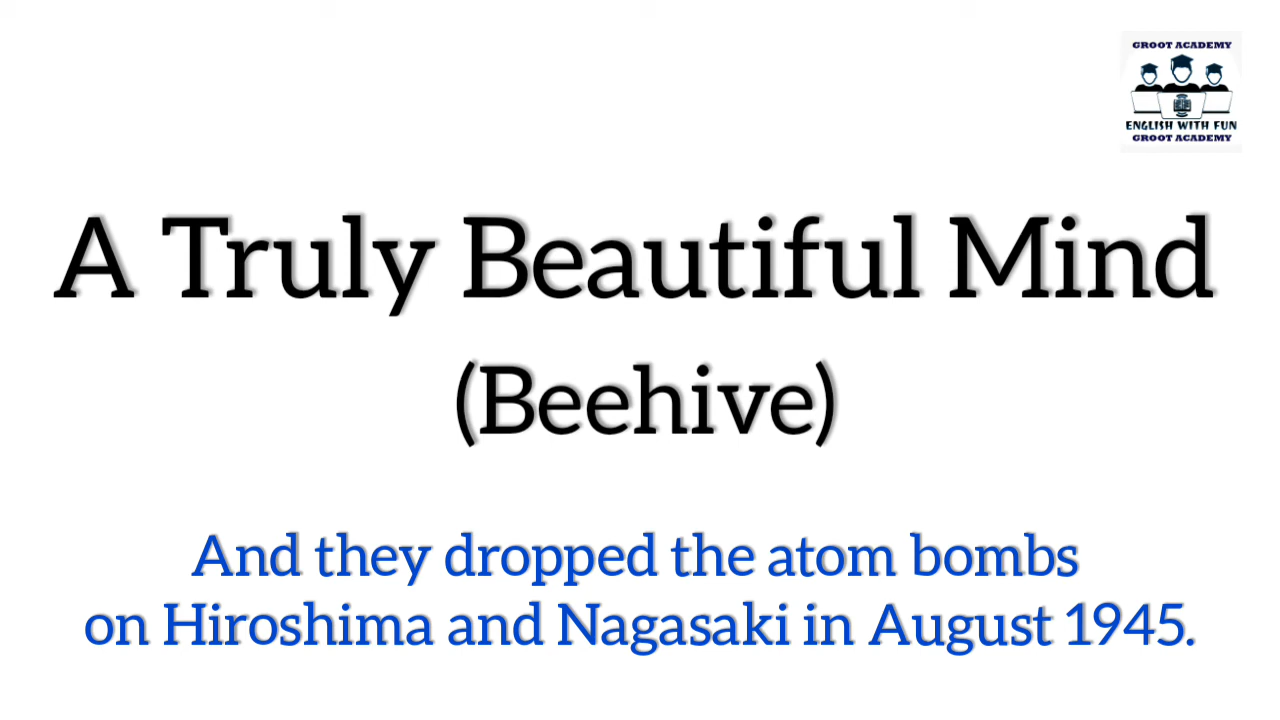 GROOT ACADEMY
ENGLISH WITH FUN
GROOT ACADEMY
A Truly Beautiful Mind
(Beehive)
And they dropped the atom bombs
on Hiroshima and Nagasaki in August 1945.